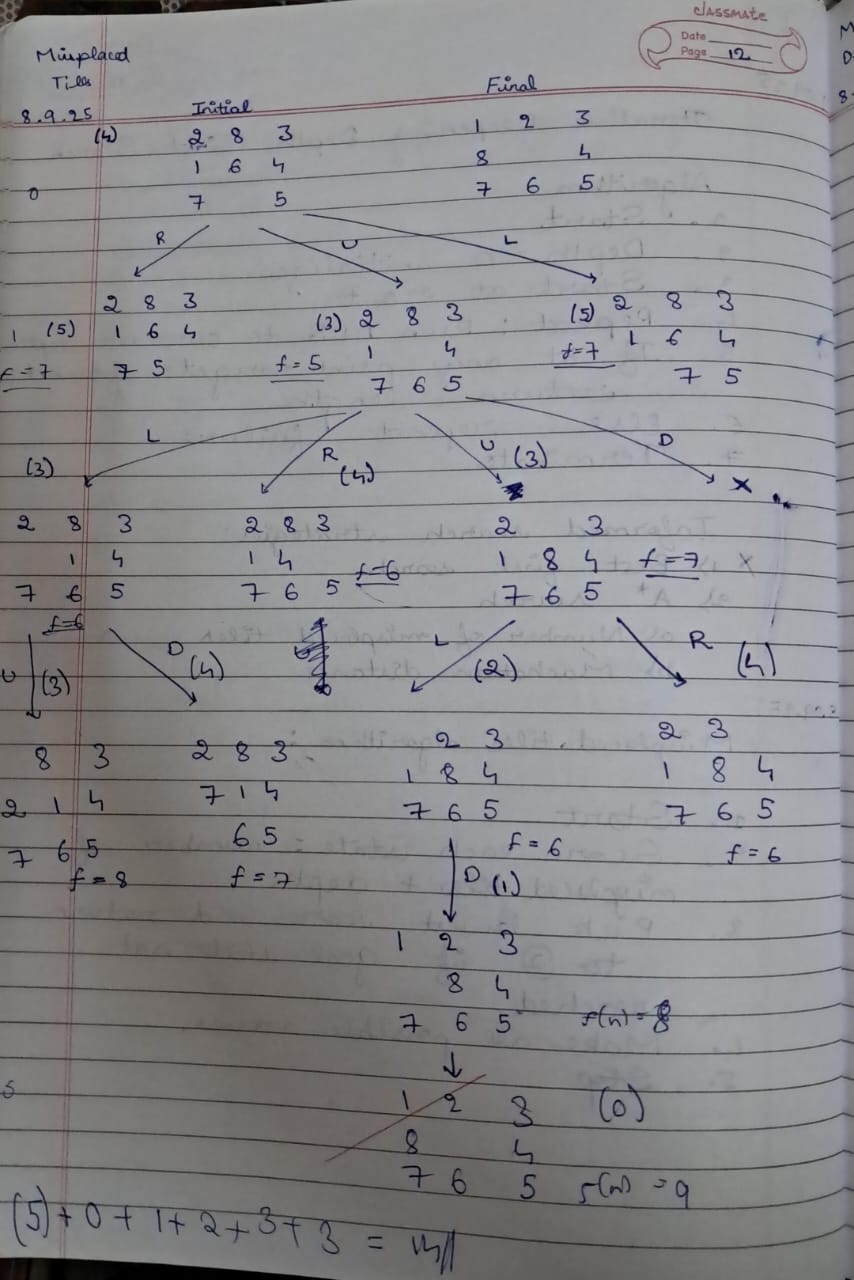 classmate
Date
Page 12
Misplaced
Tiles
8.9.25
Initial Final
(4) 2 8 3 1 2 3
1 6 4 8 4
0 7 5 7 6 5
R U L
2 8 3 (3) 2 8 3 (5) 2 8 3
1 (5) 1 6 4 1 4 1 6 4
f=7 7 5 f=5 7 6 5 f=7 7 5
L R (4) U (3) D
(3) x
2 8 3 2 8 3 2 3
1 4 1 4 1 8 4 f=7
7 6 5 7 6 5 f=6 7 6 5
f=6
U (3) D (4) L (2) R (4)
8 3 2 8 3 2 3 2 3
2 1 4 7 1 4 1 8 4 1 8 4
7 6 5 6 5 7 6 5 7 6 5
f=8 f=7 f=6 f=6
D (1)
1 2 3
8 4
7 6 5 f(n)=8
5 1 2 3 (0)
8 4
7 6 5 f(n)=9
(5)+0+1+2+3+3 =